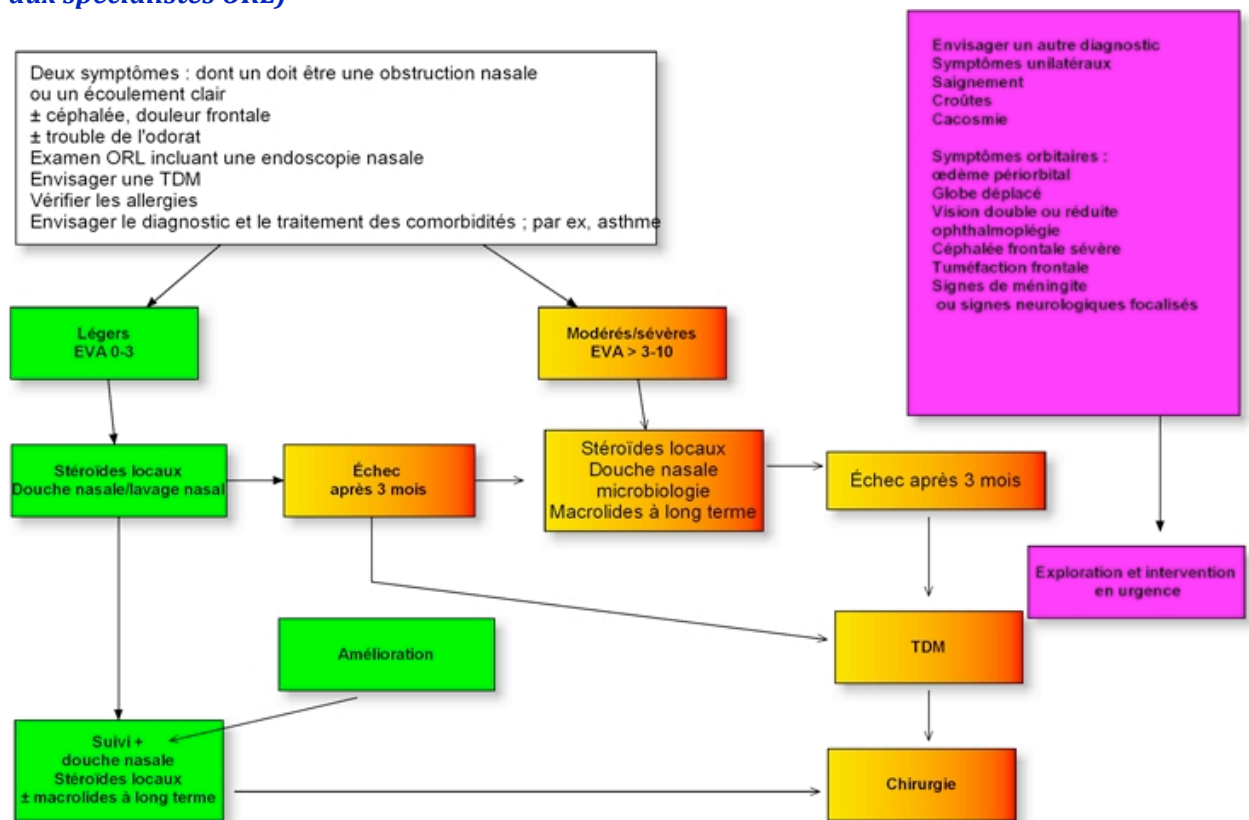 aux spécialistes ORL)
Deux symptômes : dont un doit être une obstruction nasale
ou un écoulement clair
± céphalée, douleur frontale
± trouble de l'odorat
Examen ORL incluant une endoscopie nasale
Envisager une TDM
Vérifier les allergies
Envisager le diagnostic et le traitement des comorbidités ; par ex, asthme
Envisager un autre diagnostic
Symptômes unilatéraux
Saignement
Croûtes
Cacosmie
Symptômes orbitaires :
œdème périorbital
Globe déplacé
Vision double ou réduite
ophthalmoplégie
Céphalée frontale sévère
Tuméfaction frontale
Signes de méningite
ou signes neurologiques focalisés
Légers
EVA 0-3
Modérés/sévères
EVA > 3-10
Stéroïdes locaux
Douche nasale/lavage nasal
Échec
après 3 mois
Stéroïdes locaux
Douche nasale
microbiologie
Macrolides à long terme
Échec après 3 mois
Exploration et intervention
en urgence
Amélioration
TDM
Suivi +
douche nasale
Stéroïdes locaux
± macrolides à long terme
Chirurgie